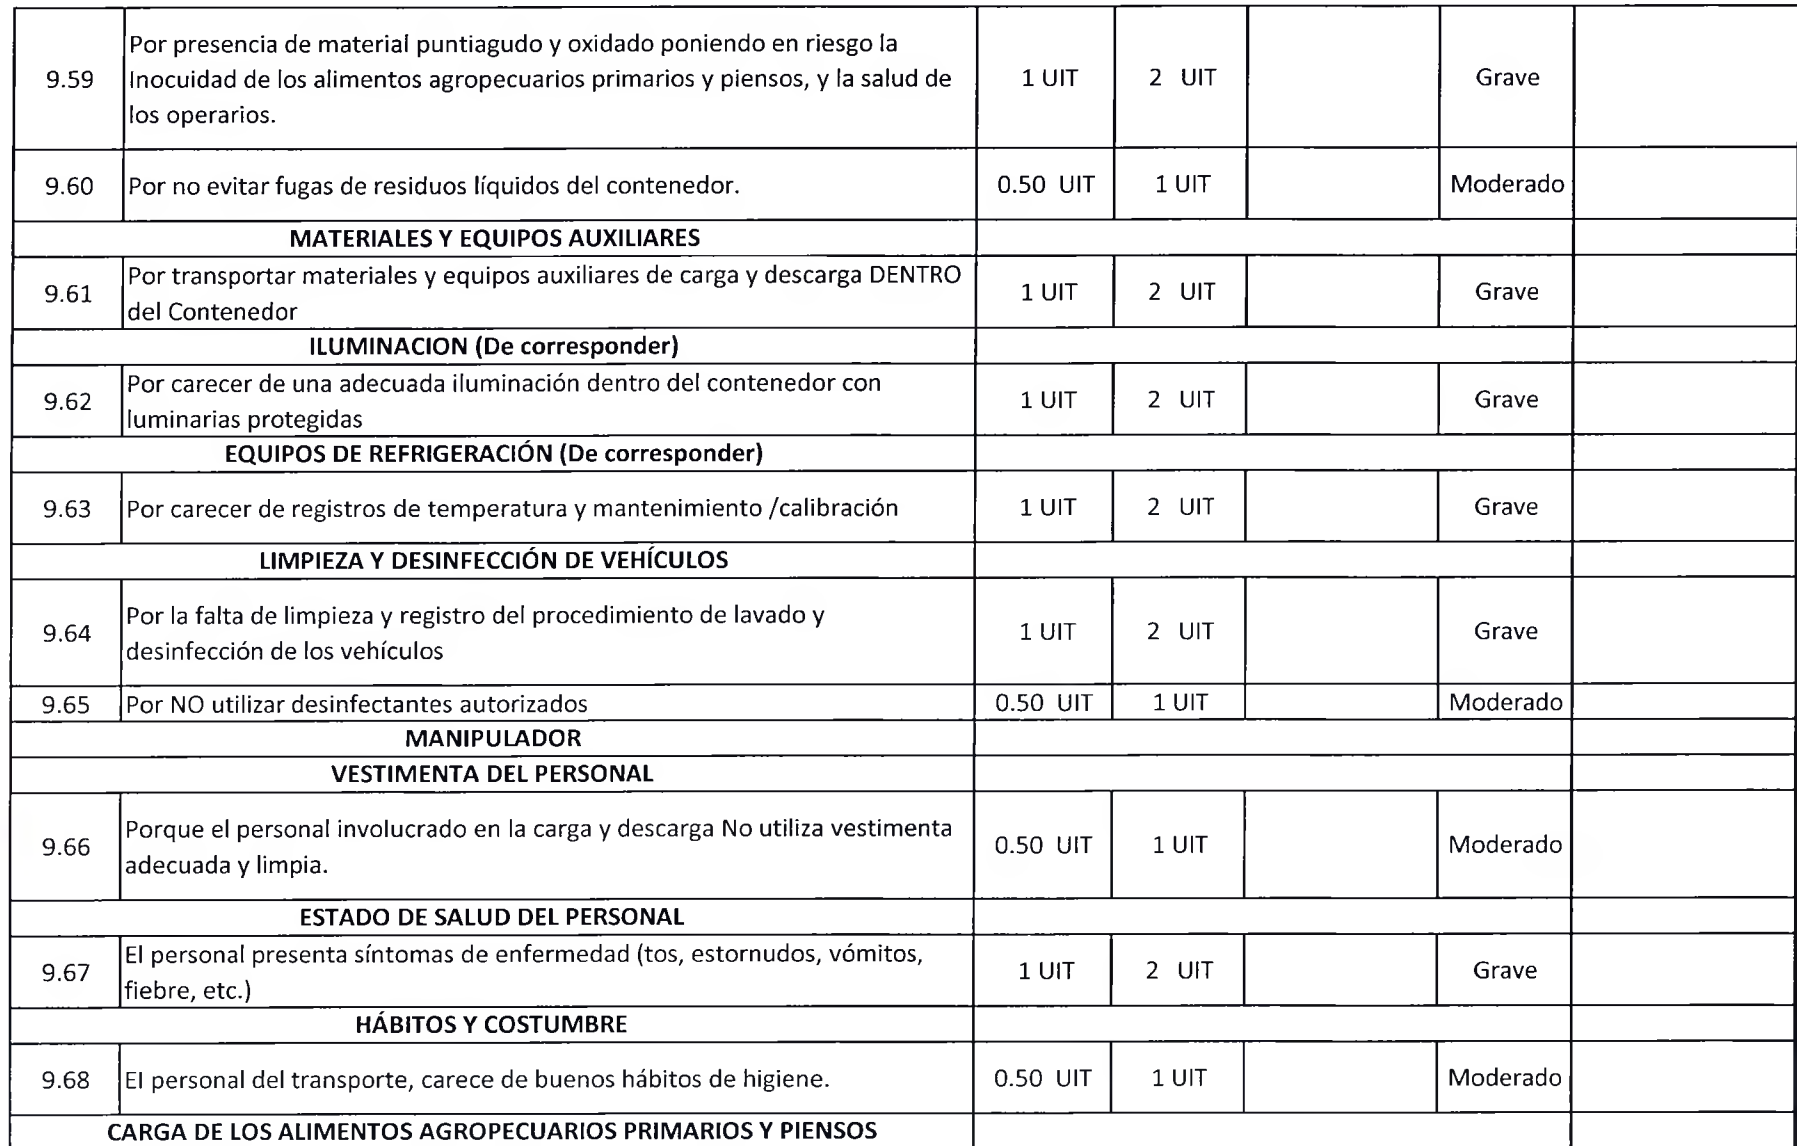 9.59 Por presencia de material puntiagudo y oxidado poniendo en riesgo la
Inocuidad de los alimentos agropecuarios primarios y piensos, y la salud de
los operarios. 1 UIT 2 UIT Grave
9.60 Por no evitar fugas de residuos líquidos del contenedor. 0.50 UIT 1 UIT Moderado
MATERIALES Y EQUIPOS AUXILIARES
9.61 Por transportar materiales y equipos auxiliares de carga y descarga DENTRO
del Contenedor 1 UIT 2 UIT Grave
ILUMINACION (De corresponder)
9.62 Por carecer de una adecuada iluminación dentro del contenedor con
luminarias protegidas 1 UIT 2 UIT Grave
EQUIPOS DE REFRIGERACIÓN (De corresponder)
9.63 Por carecer de registros de temperatura y mantenimiento /calibración 1 UIT 2 UIT Grave
LIMPIEZA Y DESINFECCIÓN DE VEHÍCULOS
9.64 Por la falta de limpieza y registro del procedimiento de lavado y
desinfección de los vehículos 1 UIT 2 UIT Grave
9.65 Por NO utilizar desinfectantes autorizados 0.50 UIT 1 UIT Moderado
MANIPULADOR
VESTIMENTA DEL PERSONAL
9.66 Porque el personal involucrado en la carga y descarga No utiliza vestimenta
adecuada y limpia. 0.50 UIT 1 UIT Moderado
ESTADO DE SALUD DEL PERSONAL
9.67 El personal presenta síntomas de enfermedad (tos, estornudos, vómitos,
fiebre, etc.) 1 UIT 2 UIT Grave
HÁBITOS Y COSTUMBRE
9.68 El personal del transporte, carece de buenos hábitos de higiene. 0.50 UIT 1 UIT Moderado
CARGA DE LOS ALIMENTOS AGROPECUARIOS PRIMARIOS Y PIENSOS